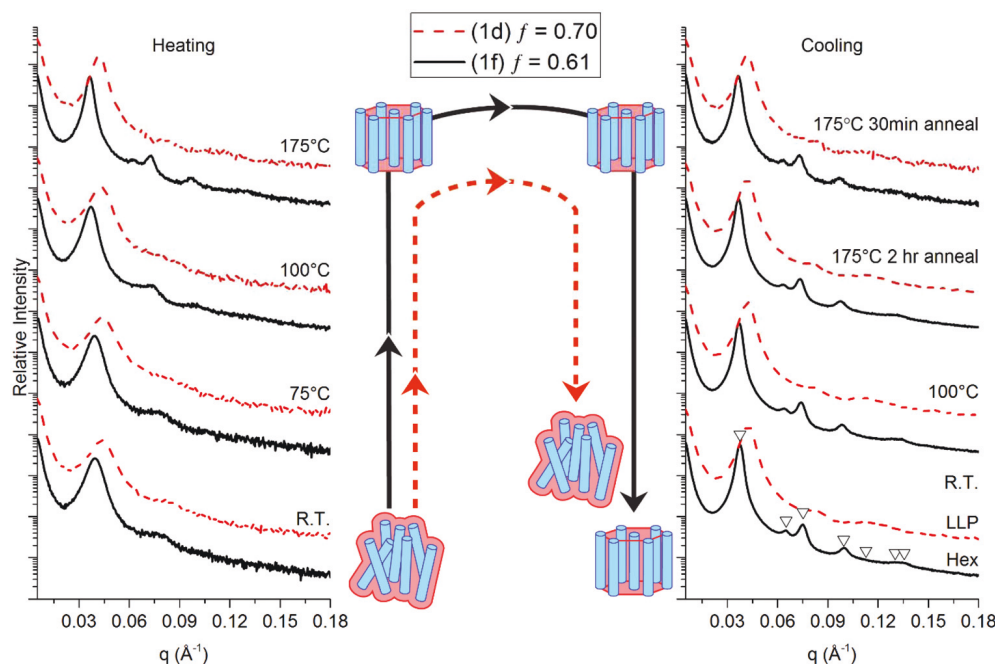 (1d) f = 0.70
(1f) f = 0.61
Heating
175°C
100°C
75°C
R.T.
Relative Intensity
0.03 0.06 0.09 0.12 0.15 0.18
q (Å⁻¹)
Cooling
175°C 30min anneal
175°C 2 hr anneal
100°C
R.T.
LLP
Hex
0.03 0.06 0.09 0.12 0.15 0.18
q (Å⁻¹)